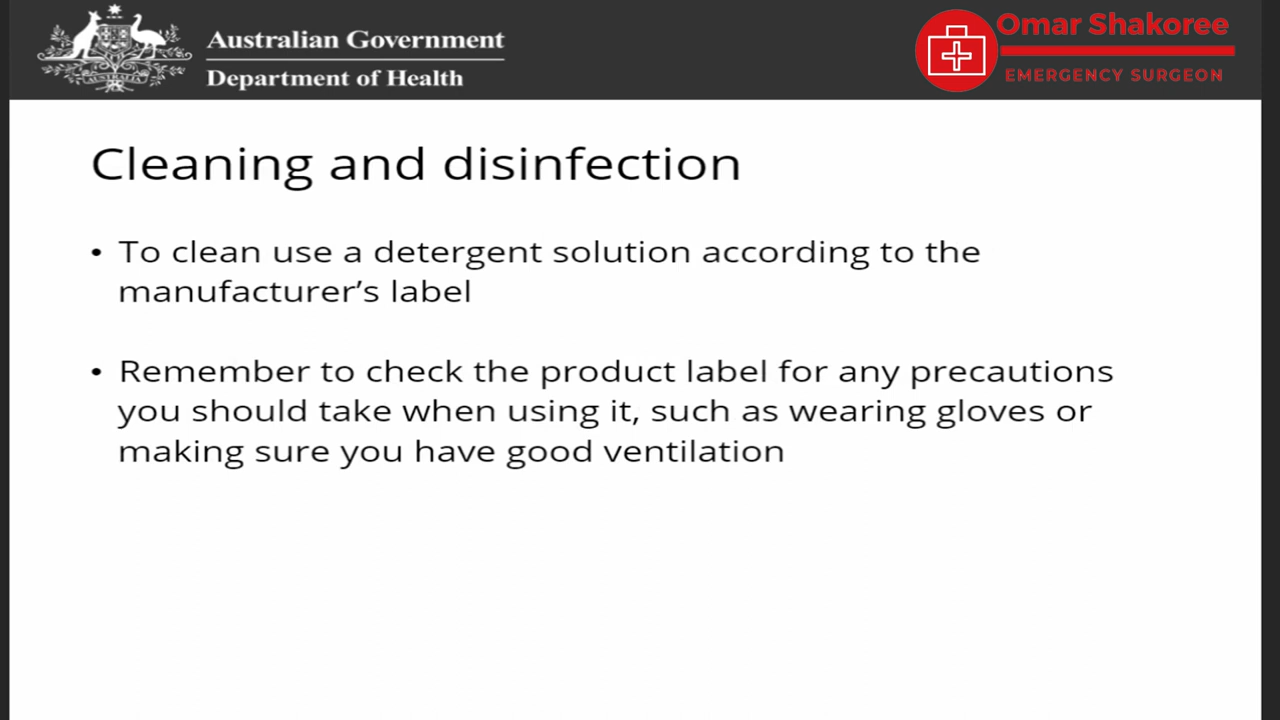 Australian Government
Department of Health
Omar Shakoree
EMERGENCY SURGEON
Cleaning and disinfection
• To clean use a detergent solution according to the
manufacturer’s label
• Remember to check the product label for any precautions
you should take when using it, such as wearing gloves or
making sure you have good ventilation